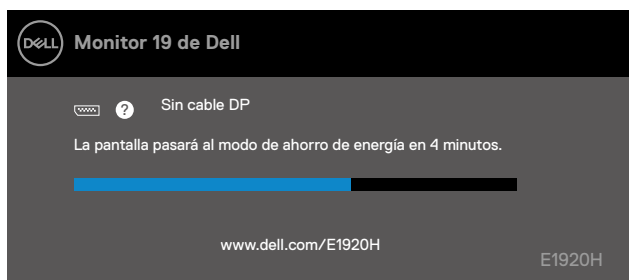 DELL Monitor 19 de Dell
? Sin cable DP
La pantalla pasará al modo de ahorro de energía en 4 minutos.
www.dell.com/E1920H
E1920H